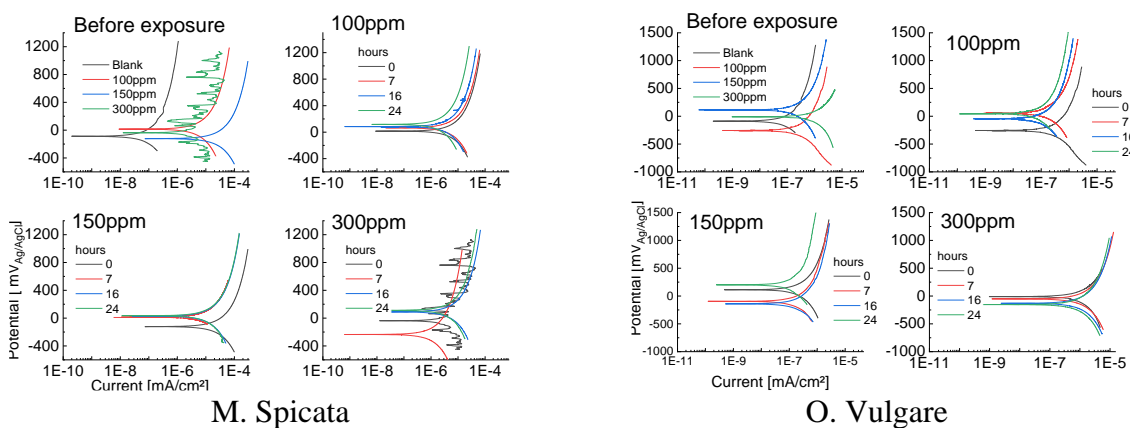 Before exposure
1200
800
400
0
-400
1E-10 1E-8 1E-6 1E-4
Blank
100ppm
150ppm
300ppm
100ppm
1200
800
400
0
-400
1E-10 1E-8 1E-6 1E-4
hours
0
7
16
24
150ppm
1200
800
400
0
-400
1E-10 1E-8 1E-6 1E-4
hours
0
7
16
24
300ppm
1200
800
400
0
-400
1E-10 1E-8 1E-6 1E-4
hours
0
7
16
24
Potential [ mV Ag/AgCl]
Current [mA/cm²]
M. Spicata
Before exposure
1500
1000
500
0
-500
-1000
1E-11 1E-9 1E-7 1E-5
Blank
100ppm
150ppm
300ppm
100ppm
1500
1000
500
0
-500
-1000
1E-11 1E-9 1E-7 1E-5
hours
0
7
16
24
150ppm
1500
1000
500
0
-500
-1000
1E-11 1E-9 1E-7 1E-5
hours
0
7
16
24
300ppm
1500
1000
500
0
-500
-1000
1E-11 1E-9 1E-7 1E-5
hours
0
7
16
24
Potential [mV Ag/AgCl]
Current [mA/cm²]
O. Vulgare